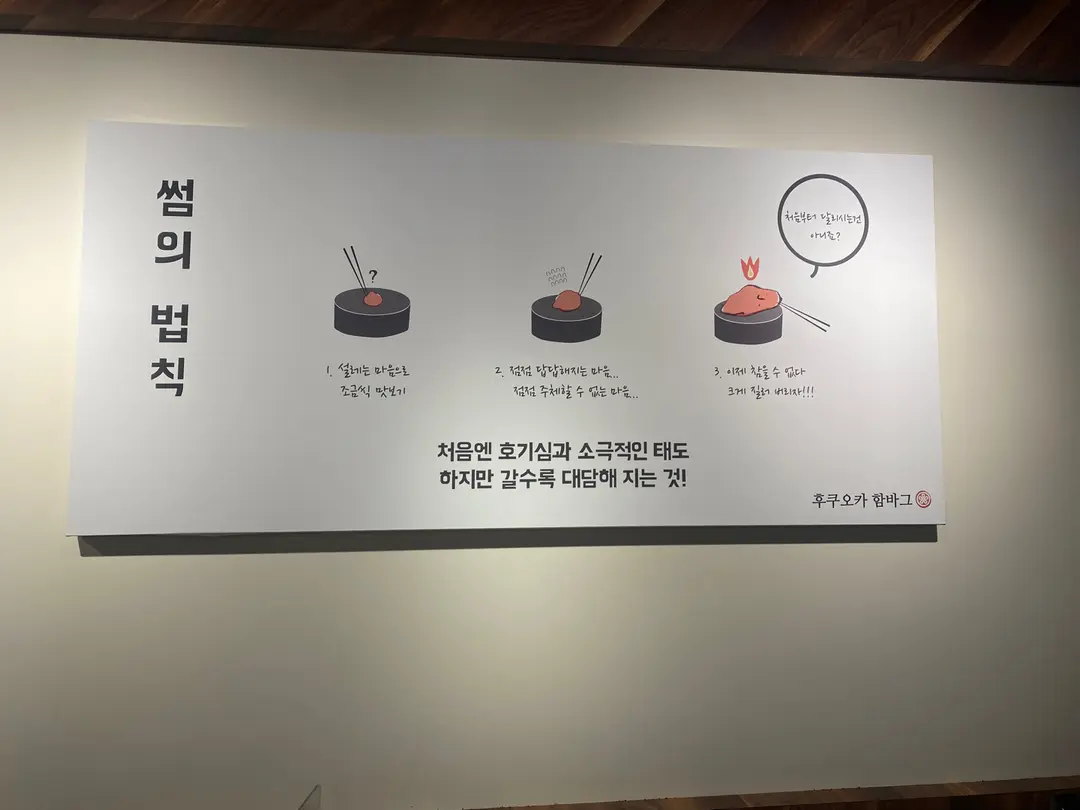 썸의 법칙
처음부터 달리시는건
아니죠?
?
1. 설레는 마음으로
조금씩 맛보기
2. 점점 답답해지는 마음...
점점 주체할 수 없는 마음...
3. 이제 참을 수 없다
크게 질러 버리자!!!
처음엔 호기심과 소극적인 태도
하지만 갈수록 대담해 지는 것!
후쿠오카 함바그